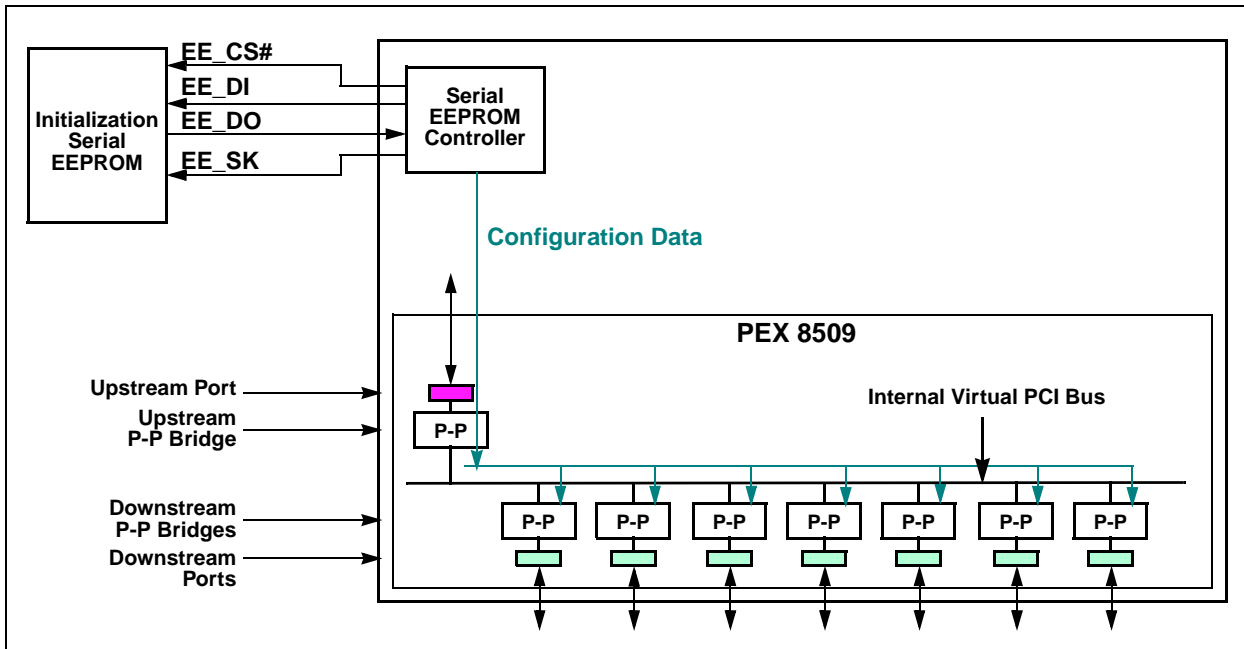 EE_CS#
EE_DI
EE_DO
EE_SK
Initialization
Serial
EEPROM
Serial
EEPROM
Controller
Configuration Data
PEX 8509
Upstream Port
Upstream
P-P Bridge
Internal Virtual PCI Bus
P-P
Downstream
P-P Bridges
Downstream
Ports
P-P
P-P
P-P
P-P
P-P
P-P
P-P